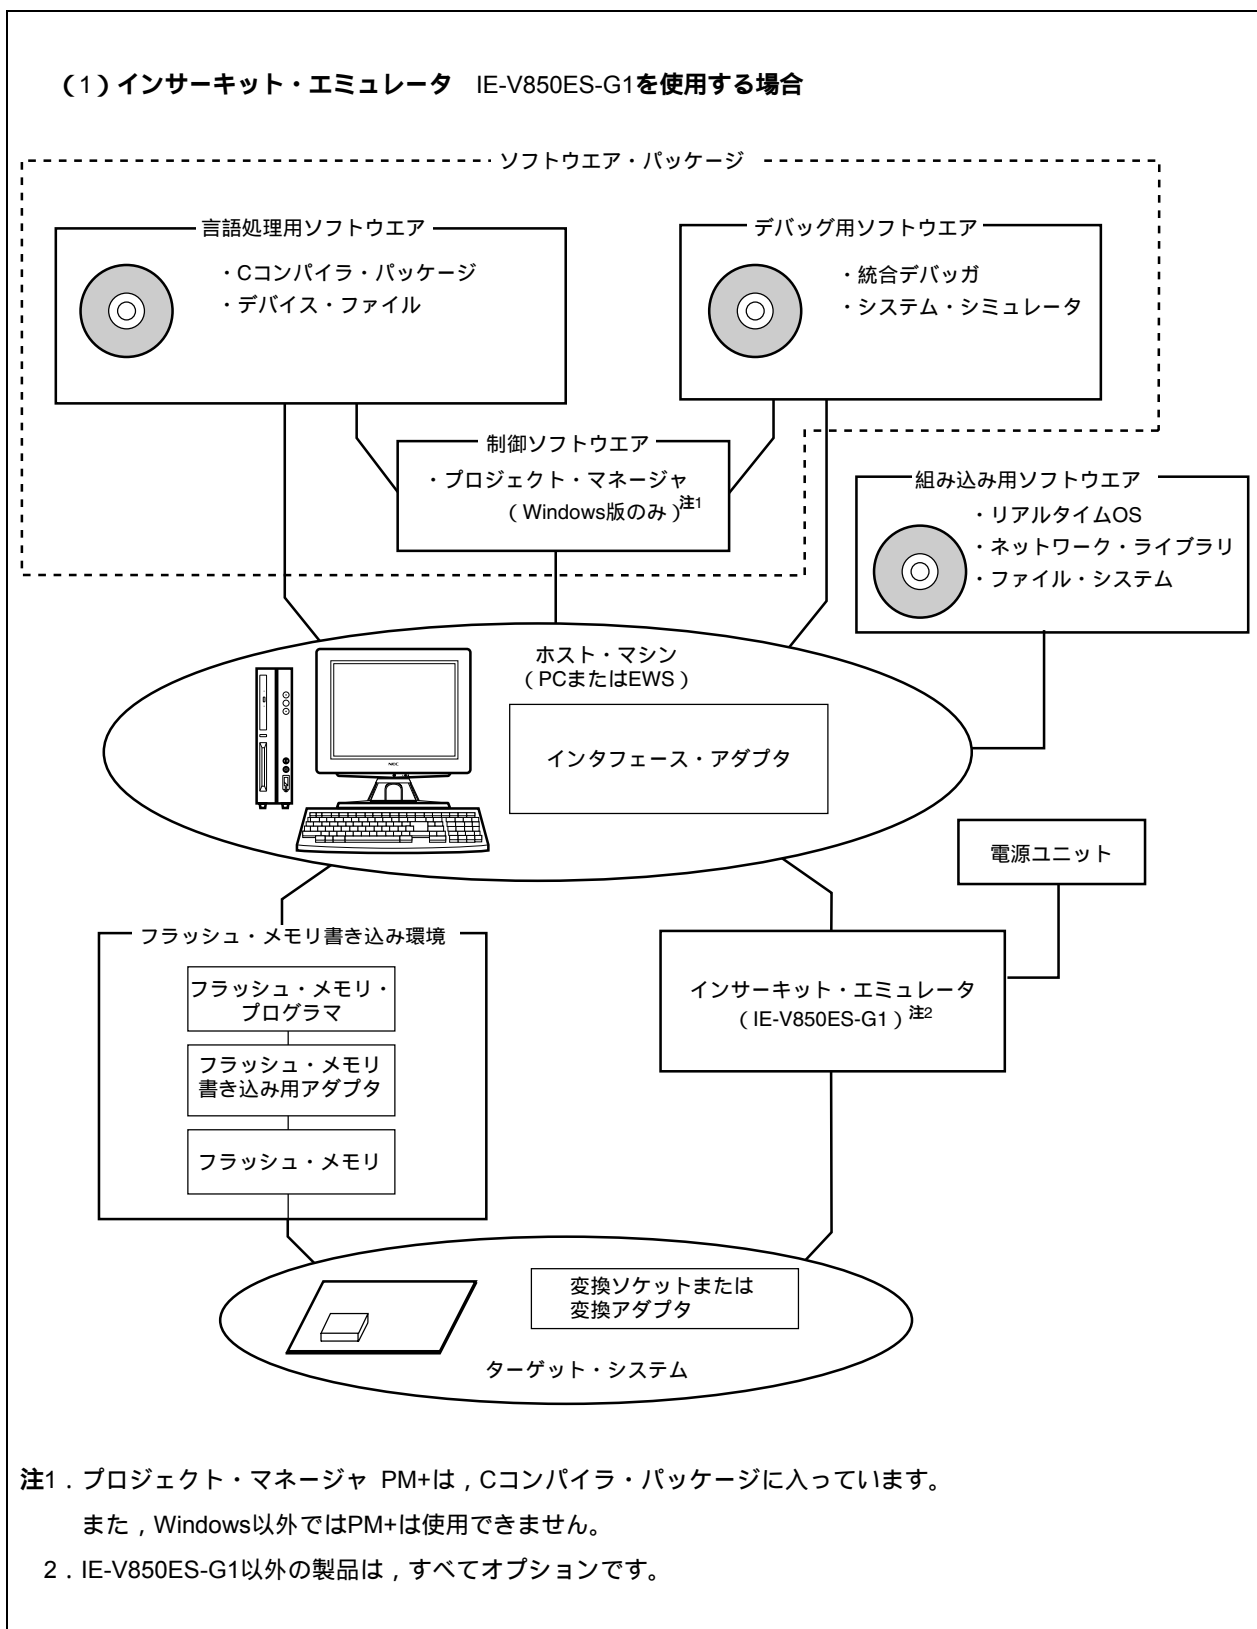 （1）インサーキット・エミュレータ　IE-V850ES-G1を使用する場合
ソフトウエア・パッケージ
言語処理用ソフトウエア
・Cコンパイラ・パッケージ
・デバイス・ファイル
デバッグ用ソフトウエア
・統合デバッガ
・システム・シミュレータ
制御ソフトウエア
・プロジェクト・マネージャ
（Windows版のみ）注1
組み込み用ソフトウエア
・リアルタイムOS
・ネットワーク・ライブラリ
・ファイル・システム
ホスト・マシン
（PCまたはEWS）
インタフェース・アダプタ
NEC
電源ユニット
フラッシュ・メモリ書き込み環境
フラッシュ・メモリ・
プログラマ
フラッシュ・メモリ
書き込み用アダプタ
フラッシュ・メモリ
インサーキット・エミュレータ
（IE-V850ES-G1）注2
変換ソケットまたは
変換アダプタ
ターゲット・システム
注1．プロジェクト・マネージャ PM+は，Cコンパイラ・パッケージに入っています。
また，Windows以外ではPM+は使用できません。
2．IE-V850ES-G1以外の製品は，すべてオプションです。